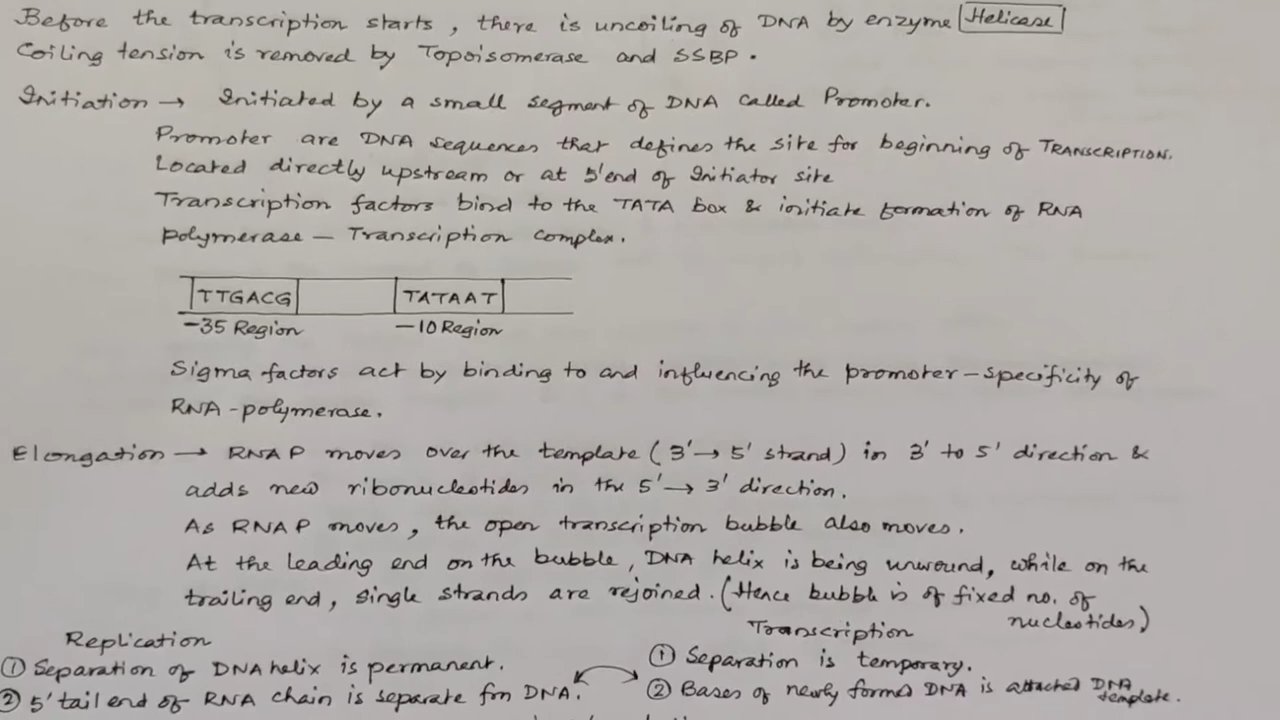 Before the transcription starts, there is uncoiling of DNA by enzyme Helicase
Coiling tension is removed by Topoisomerase and SSBP.
Initiation → Initiated by a small segment of DNA called Promoter.
Promoter are DNA sequences that defines the site for beginning of TRANSCRIPTION.
Located directly upstream or at 5' end of Initiator site
Transcription factors bind to the TATA box & initiate formation of RNA
polymerase – Transcription complex.
TTGACG TATAAT
-35 Region -10 Region
Sigma factors act by binding to and influencing the promoter-specificity of
RNA-polymerase.
Elongation → RNAP moves over the template (3' → 5' strand) in 3' to 5' direction &
adds new ribonucleotides in the 5' → 3' direction.
As RNAP moves, the open transcription bubble also moves.
At the leading end on the bubble, DNA helix is being unwound, while on the
trailing end, single strands are rejoined. (Hence bubble is of fixed no. of
nucleotides)
Replication
① Separation of DNA helix is permanent.
② 5' tail end of RNA chain is separate frm DNA.
Transcription
① Separation is temporary.
② Bases of newly formed DNA is attached DNA template.